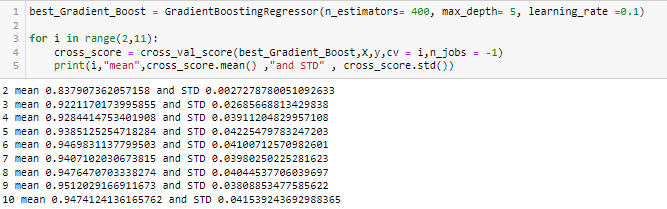 1 best_Gradient_Boost = GradientBoostingRegressor(n_estimators= 400, max_depth= 5, learning_rate =0.1)
2
3 for i in range(2,11):
4     cross_score = cross_val_score(best_Gradient_Boost,X,y,cv = i,n_jobs = -1)
5     print(i,"mean",cross_score.mean() ,"and STD" , cross_score.std())
2 mean 0.837907362057158 and STD 0.0027278780051092633
3 mean 0.9221170173995855 and STD 0.02685668813429838
4 mean 0.9284414753401908 and STD 0.03911204829957108
5 mean 0.9385125254718284 and STD 0.04225479783247203
6 mean 0.9469831137799503 and STD 0.04100712570982601
7 mean 0.9407102030673815 and STD 0.03980250225281623
8 mean 0.9476470703338274 and STD 0.04044537706039697
9 mean 0.9512029166911673 and STD 0.03808853477585622
10 mean 0.9474124136165762 and STD 0.041539243692988365